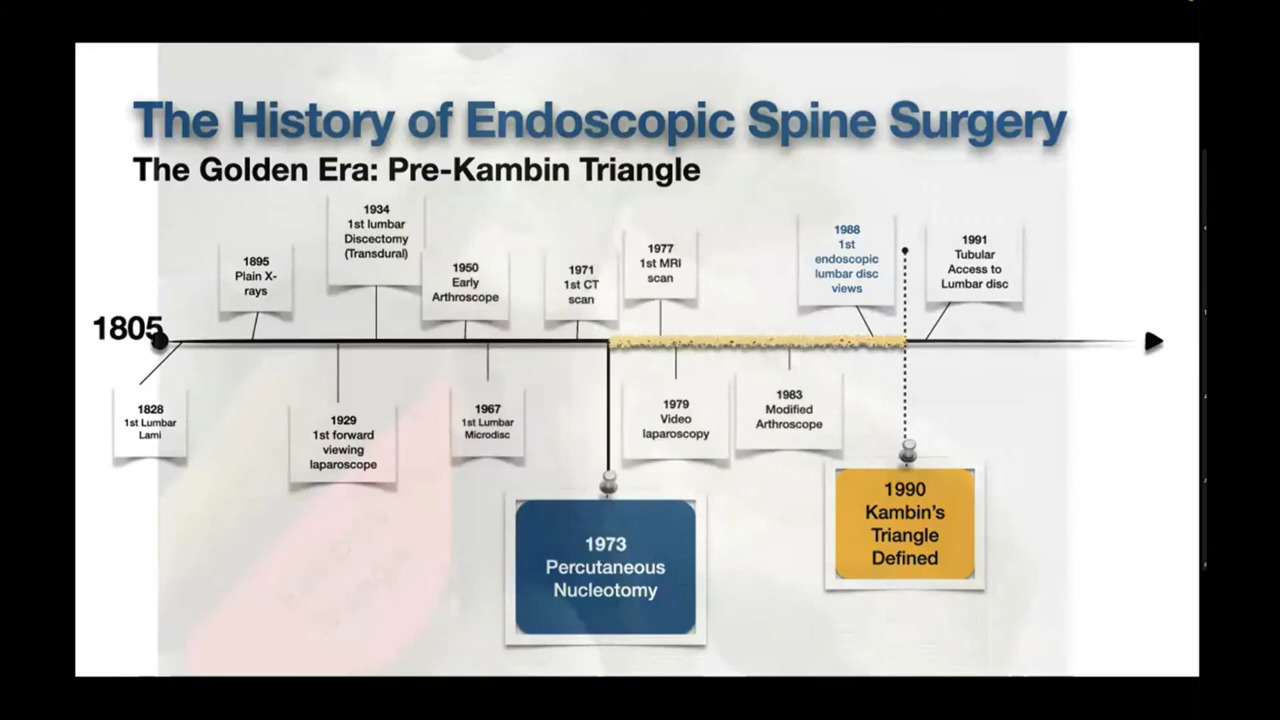 The History of Endoscopic Spine Surgery
The Golden Era: Pre-Kambin Triangle
1805
1828
1st Lumbar
Lami
1895
Plain X-
rays
1929
1st forward
viewing
laparoscope
1934
1st lumbar
Discectomy
(Transdural)
1950
Early
Arthroscope
1967
1st Lumbar
Microdisc
1971
1st CT
scan
1973
Percutaneous
Nucleotomy
1977
1st MRI
scan
1979
Video
laparoscopy
1983
Modified
Arthroscope
1988
1st
endoscopic
lumbar disc
views
1990
Kambin's
Triangle
Defined
1991
Tubular
Access to
Lumbar disc